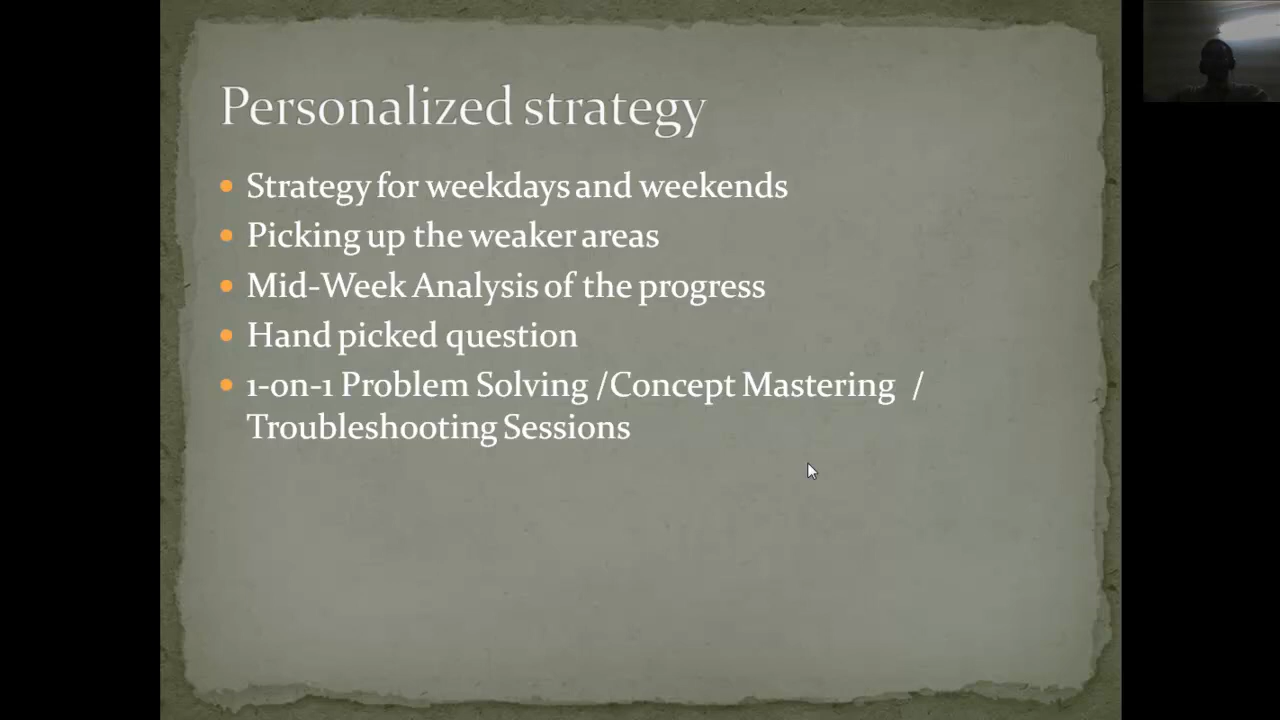 Personalized strategy
Strategy for weekdays and weekends
Picking up the weaker areas
Mid-Week Analysis of the progress
Hand picked question
1-on-1 Problem Solving /Concept Mastering /
Troubleshooting Sessions